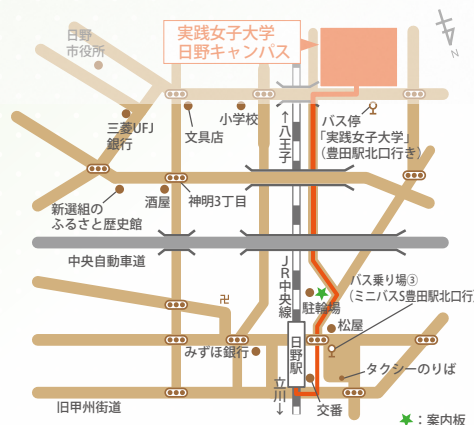 日野
市役所
実践女子大学
日野キャンパス
N
三菱UFJ
銀行
文具店
小学校
↑八王子
バス停
「実践女子大学」
（豊田駅北口行き）
新選組の
ふるさと歴史館
酒屋
神明3丁目
中央自動車道
JR中央線
バス乗り場③
（ミニバスS豊田駅北口行
駐輪場
卍
松屋
みずほ銀行
日野駅
タクシーのりば
立川↓
旧甲州街道
交番
★：案内板